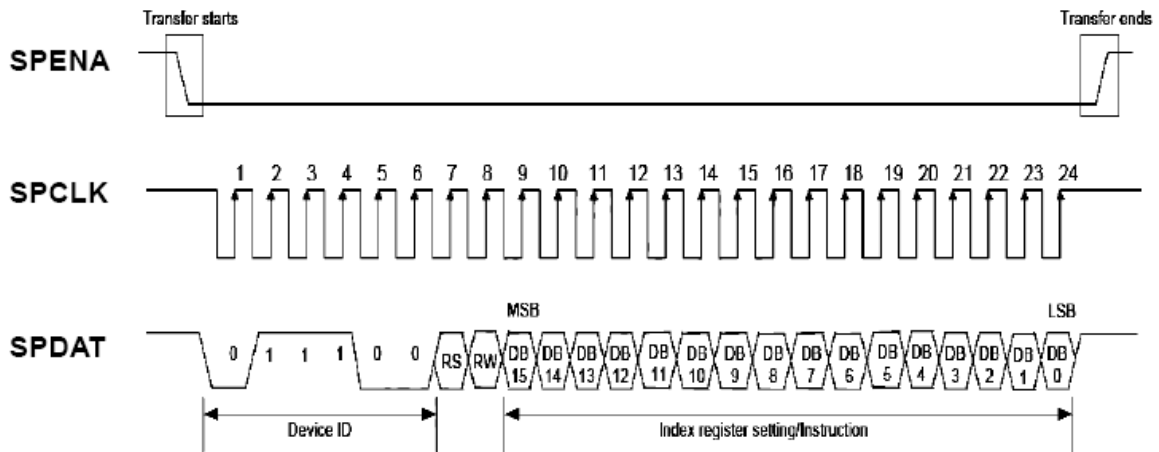 Transfer starts Transfer ends
SPENA
1 2 3 4 5 6 7 8 9 10 11 12 13 14 15 16 17 18 19 20 21 22 23 24
SPCLK
MSB LSB
SPDAT
0 1 1 1 0 0 RS RW DB 15 DB 14 DB 13 DB 12 DB 11 DB 10 DB 9 DB 8 DB 7 DB 6 DB 5 DB 4 DB 3 DB 2 DB 1 DB 0
Device ID Index register setting/Instruction